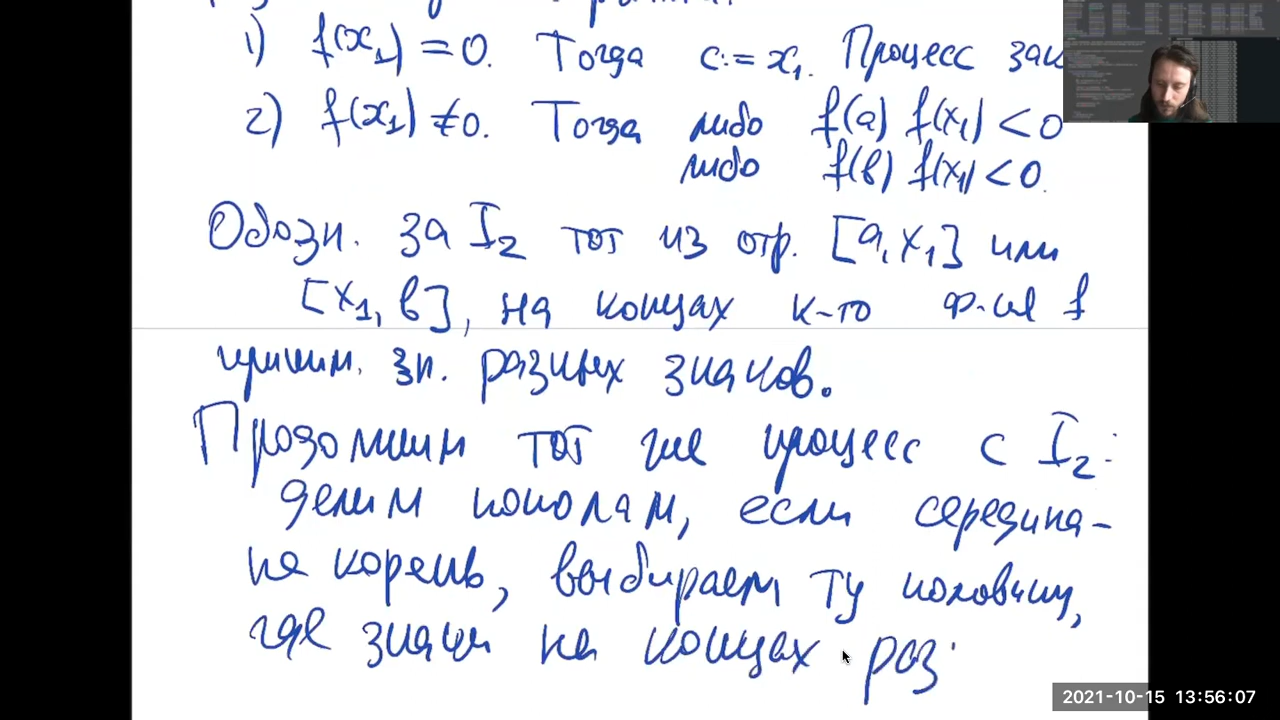 1) f(x₁) = 0. Тогда c := x₁. Процесс зак
2) f(x₁) ≠ 0. Тогда либо f(a) f(x₁) < 0
либо f(b) f(x₁) < 0.
Обозн. за I₂ тот из отр. [a, x₁] или
[x₁, b], на концах к-го ф-ия f
приним. зн. разных знаков.
Продолжим тот же процесс с I₂:
делим пополам, если середина -
не корень, выбираем ту половину,
где знаки на концах раз
2021-10-15 13:56:07